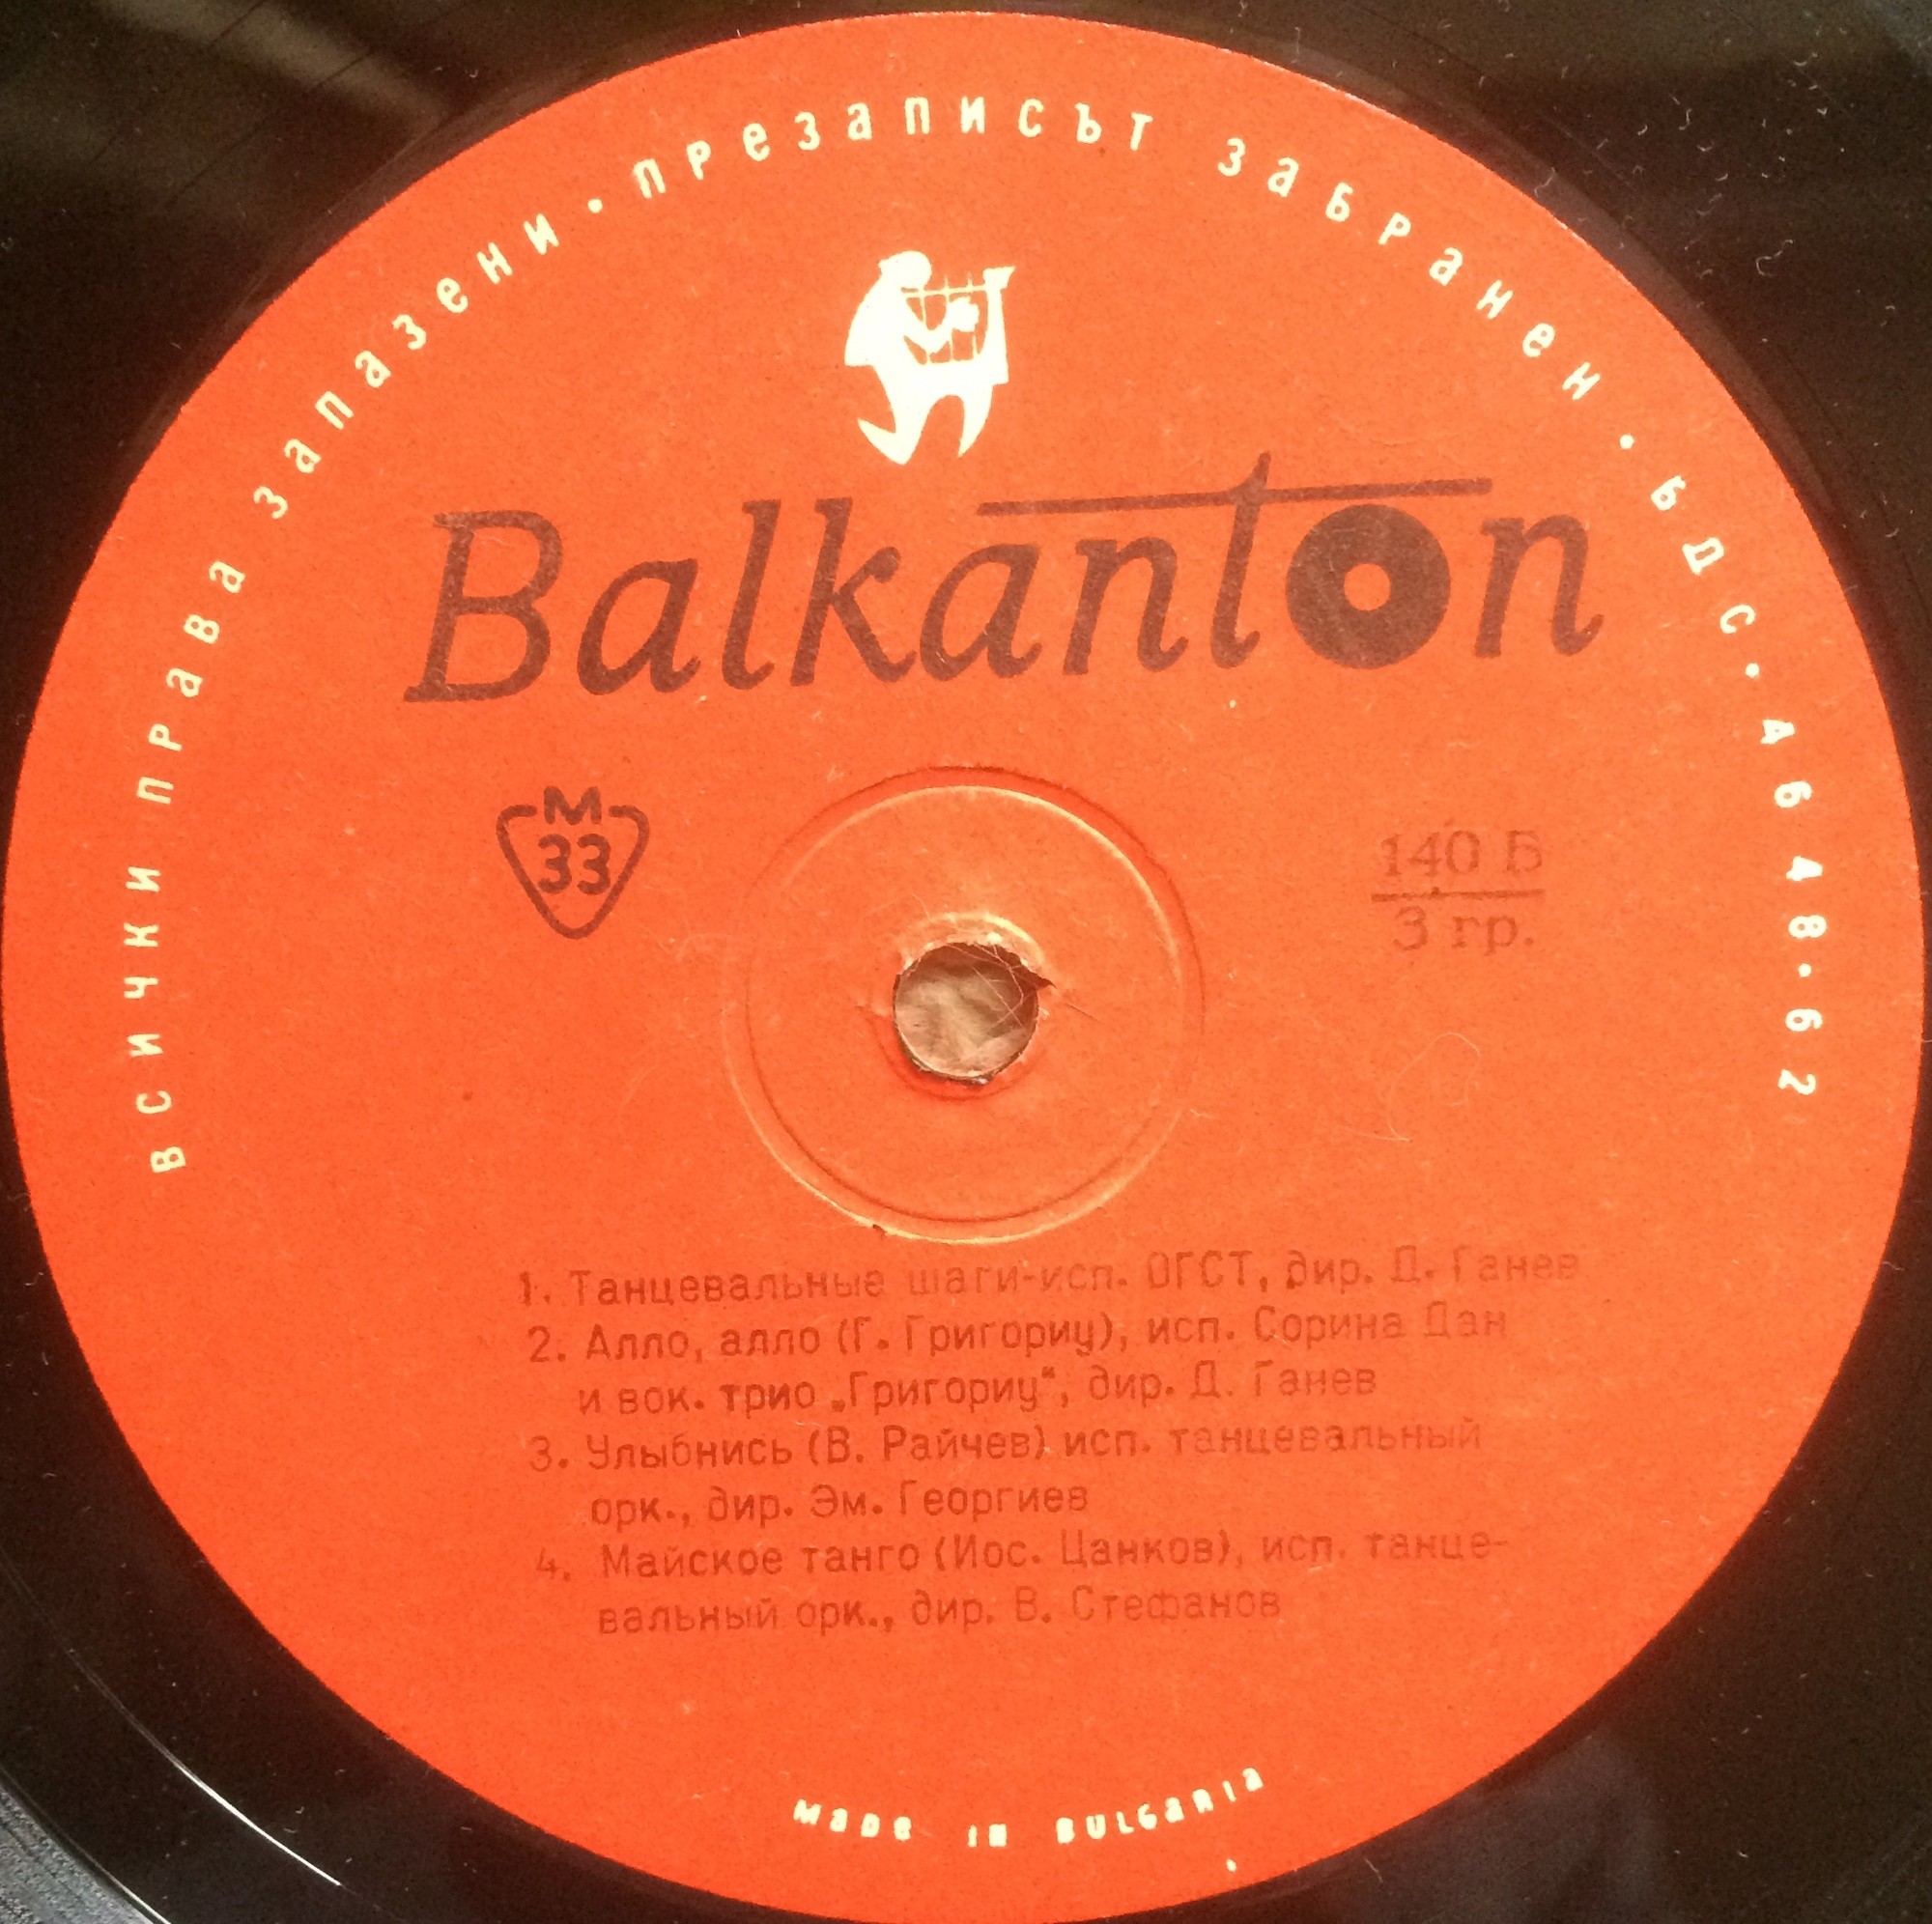 всички права запазени · презаписът забранен · БДС · 4648 · 62
Balkanton
М
33
140 Б
3 гр.
1. Танцевальные шаги-исп. ОГСТ, дир. Д. Ганев
2. Алло, алло (Г. Григориу), исп. Сорина Дан
и вок. трио „Григориу“, дир. Д. Ганев
3. Улыбнись (В. Райчев) исп. танцевальный
орк., дир. Эм. Георгиев
4. Майское танго (Иос. Цанков), исп. танце-
вальный орк., дир. В. Стефанов
MADE IN BULGARIA